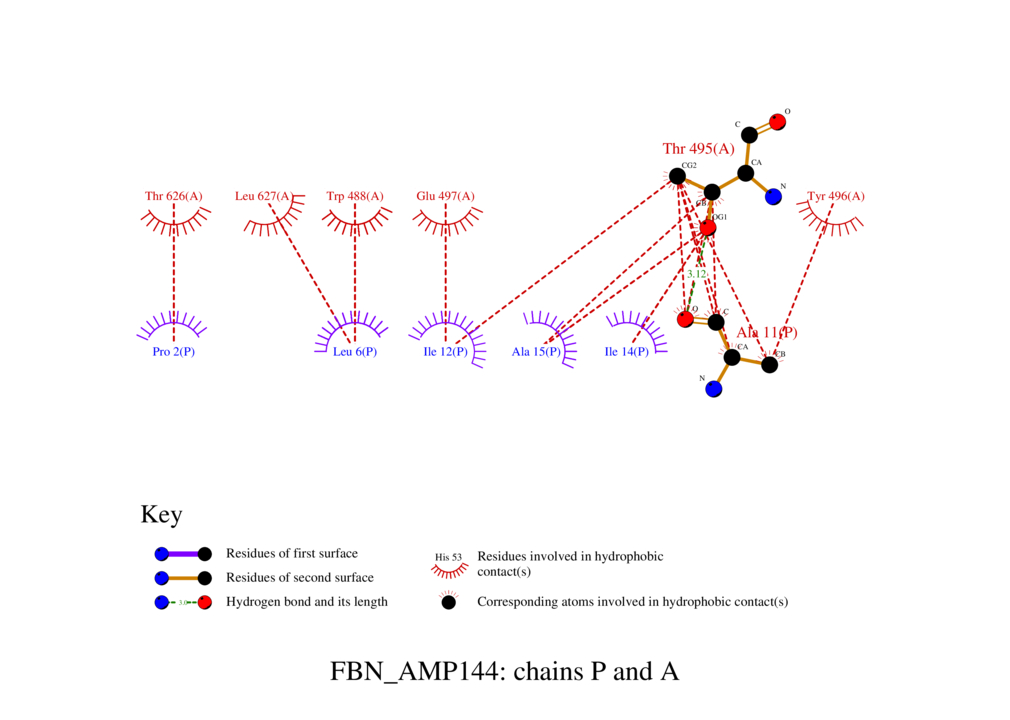 O
C
Thr 495(A)
CG2
CA
N
Thr 626(A)
Leu 627(A)
Trp 488(A)
Glu 497(A)
CB
Tyr 496(A)
OG1
3.12
O
C
Ala 11(P)
CA
CB
Pro 2(P)
Leu 6(P)
Ile 12(P)
Ala 15(P)
Ile 14(P)
N
Key
Residues of first surface
Residues of second surface
3.0
Hydrogen bond and its length
His 53
Residues involved in hydrophobic
contact(s)
Corresponding atoms involved in hydrophobic contact(s)
FBN_AMP144: chains P and A